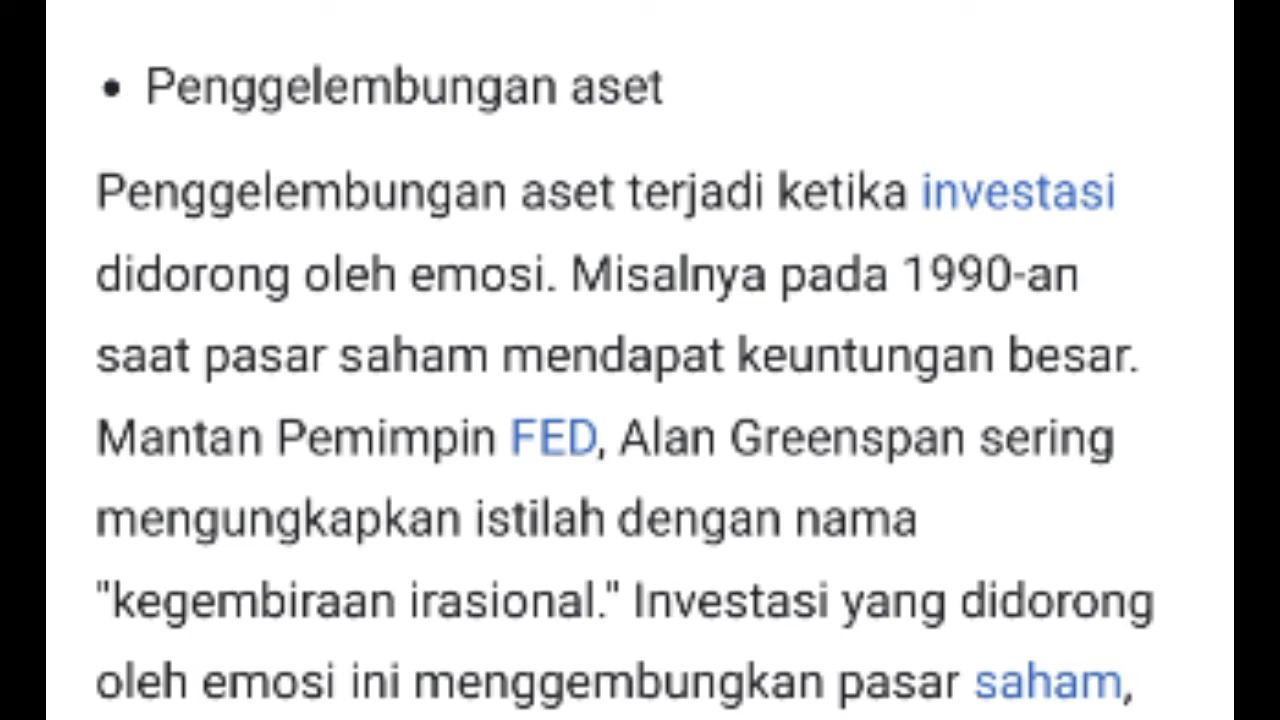 • Penggelembungan aset
Penggelembungan aset terjadi ketika investasi
didorong oleh emosi. Misalnya pada 1990-an
saat pasar saham mendapat keuntungan besar.
Mantan Pemimpin FED, Alan Greenspan sering
mengungkapkan istilah dengan nama
"kegembiraan irasional." Investasi yang didorong
oleh emosi ini menggembungkan pasar saham,